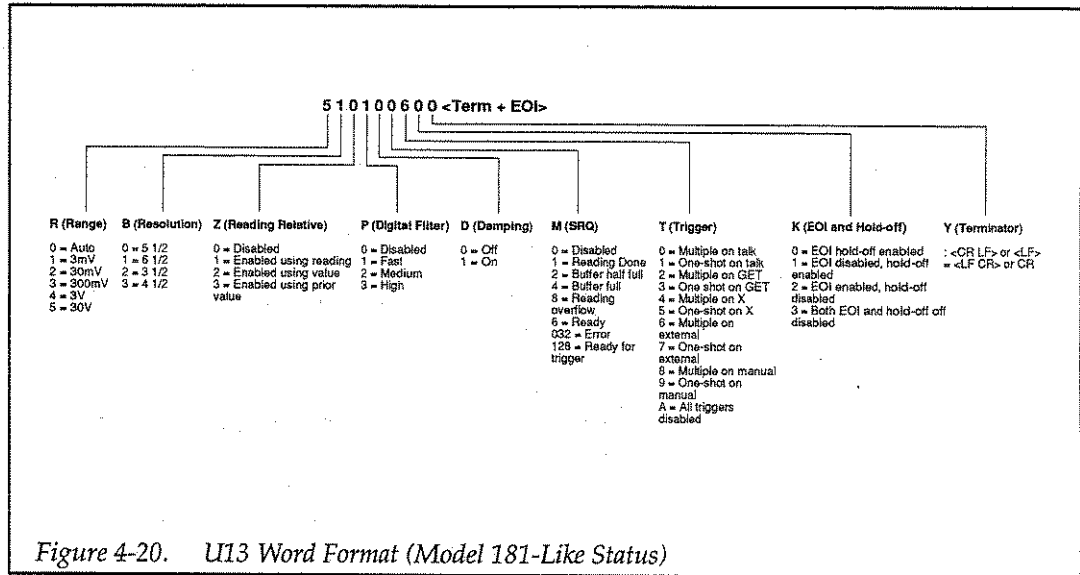 5 1 0 1 0 0 6 0 0 <Term + EOI>
R (Range)
0 = Auto
1 = 3mV
2 = 30mV
3 = 300mV
4 = 3V
5 = 30V
B (Resolution)
0 = 5 1/2
1 = 6 1/2
2 = 3 1/2
3 = 4 1/2
Z (Reading Relative)
0 = Disabled
1 = Enabled using reading
2 = Enabled using value
3 = Enabled using prior
value
P (Digital Filter)
0 = Disabled
1 = Fast
2 = Medium
3 = High
D (Damping)
0 = Off
1 = On
M (SRQ)
0 = Disabled
1 = Reading Done
2 = Buffer half full
4 = Buffer full
8 = Reading
overflow
6 = Ready
032 = Error
128 = Ready for
trigger
T (Trigger)
0 = Multiple on talk
1 = One-shot on talk
2 = Multiple on GET
3 = One shot on GET
4 = Multiple on X
5 = One-shot on X
6 = Multiple on
external
7 = One-shot on
external
8 = Multiple on manual
9 = One-shot on
manual
A = All triggers
disabled
K (EOI and Hold-off)
0 = EOI hold-off enabled
1 = EOI disabled, hold-off
enabled
2 = EOI enabled, hold-off
disabled
3 = Both EOI and hold-off off
disabled
Y (Terminator)
: <CR LF> or <LF>
= <LF CR> or CR
Figure 4-20. U13 Word Format (Model 181-Like Status)